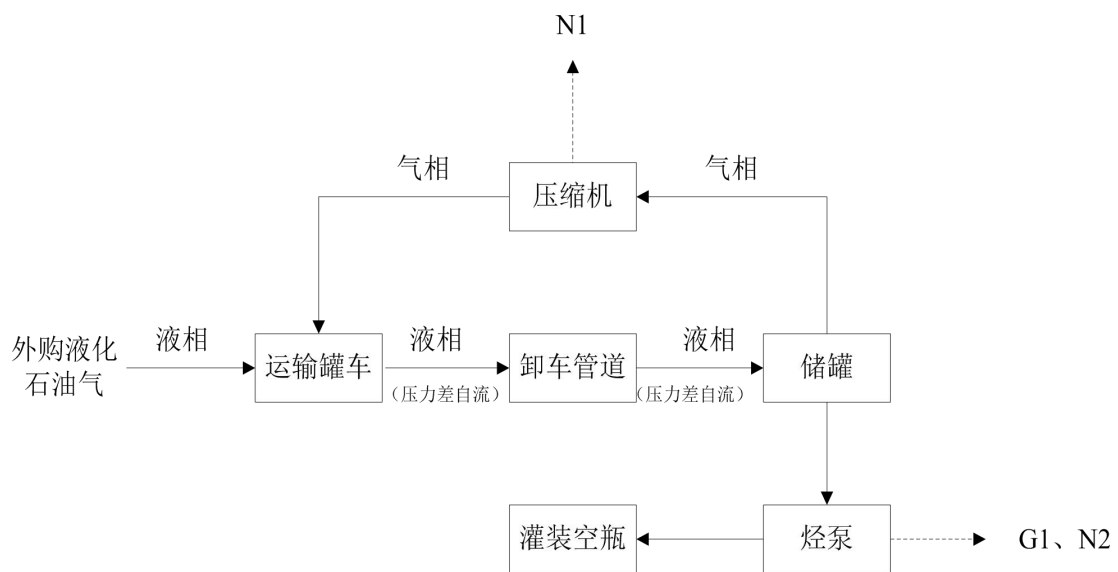 N1
气相
压缩机
气相
外购液化
石油气
液相
运输罐车
液相
（压力差自流）
卸车管道
液相
（压力差自流）
储罐
灌装空瓶
烃泵
G1、N2